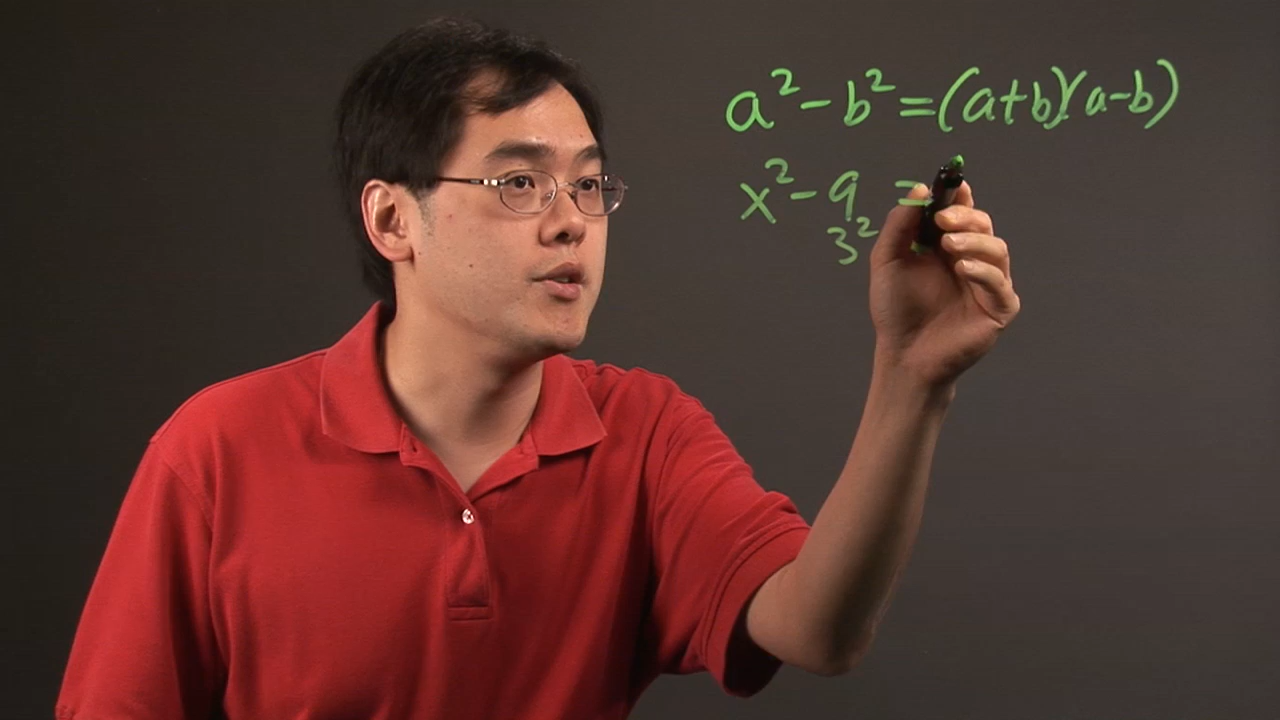 a² - b² = (a+b)(a-b)
x² - 9 =
3²